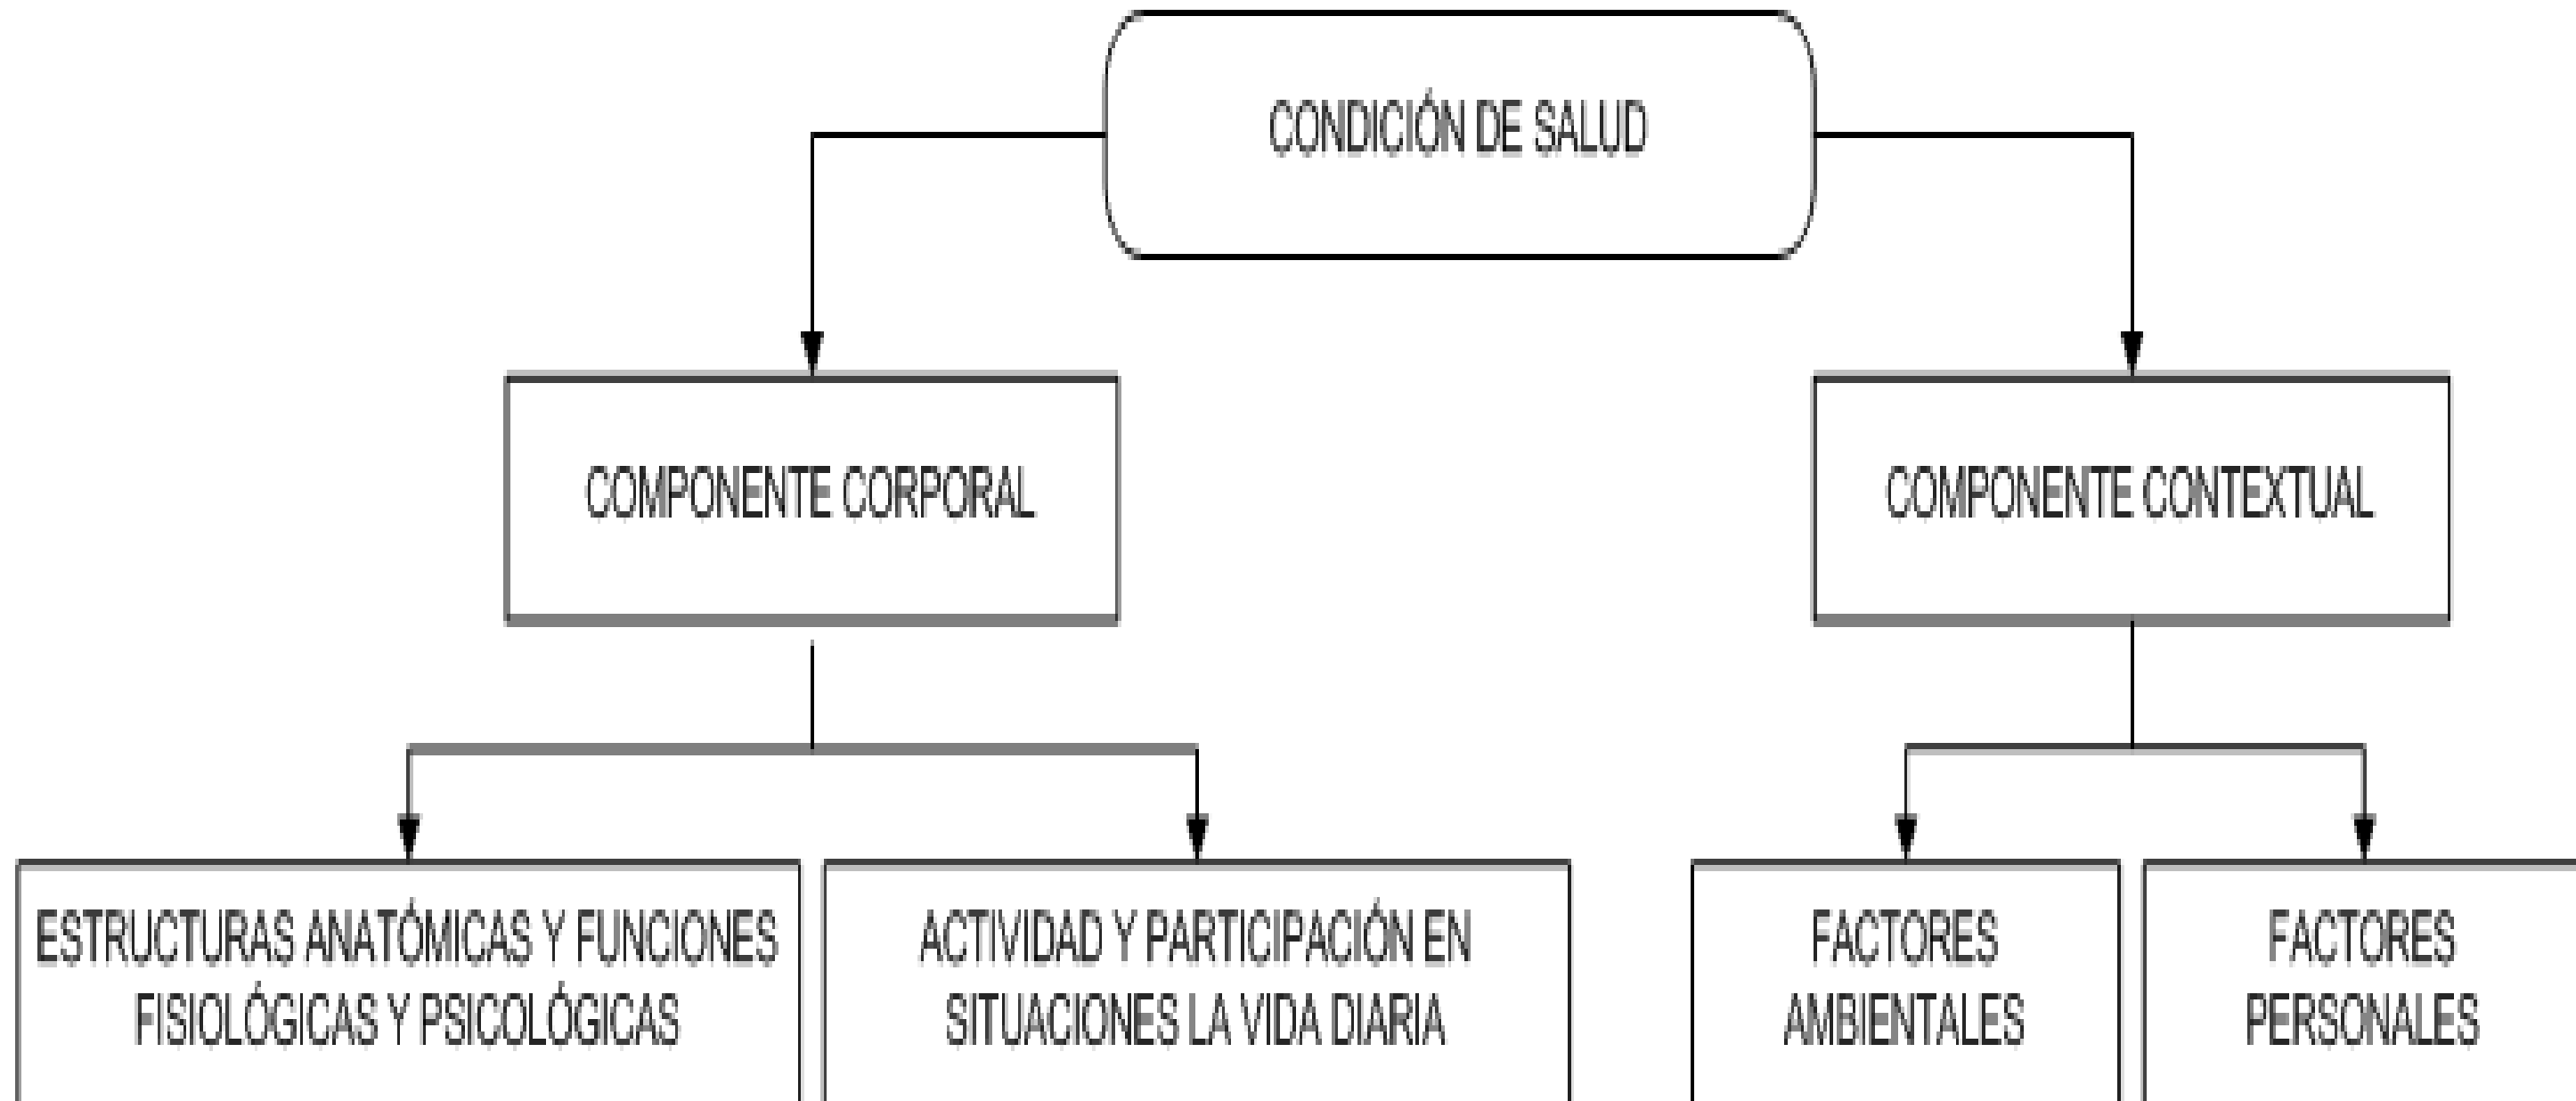 CONDICIÓN DE SALUD
COMPONENTE CORPORAL
COMPONENTE CONTEXTUAL
ESTRUCTURAS ANATÓMICAS Y FUNCIONES
FISIOLÓGICAS Y PSICOLÓGICAS
ACTIVIDAD Y PARTICIPACIÓN EN
SITUACIONES LA VIDA DIARIA
FACTORES
AMBIENTALES
FACTORES
PERSONALES